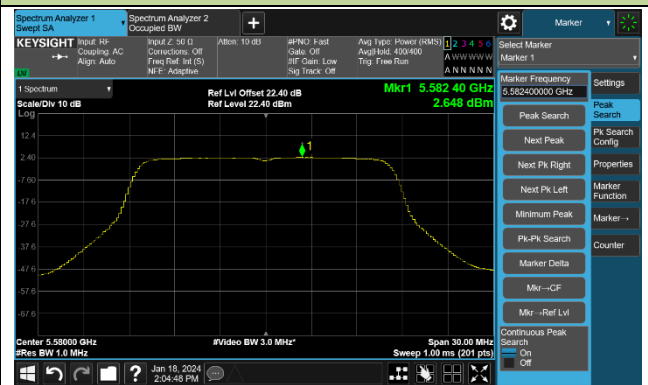 Spectrum Analyzer 1
Swept SA
Spectrum Analyzer 2
Occupied BW
Marker
KEYSIGHT
Input: RF
Coupling: AC
Align: Auto
Input Z: 50 Ω
Corrections: Off
Freq Ref: Int (S)
NFE: Adaptive
Atten: 10 dB
#PNO: Fast
Gate: Off
#IF Gain: Low
Sig Track: Off
Avg Type: Power (RMS)
Avg|Hold: 400/400
Trig: Free Run
1 2 3 4 5 6
A W W W W W
A N N N N N
Select Marker
Marker 1
1 Spectrum
Scale/Div 10 dB
Log
Ref Lvl Offset 22.40 dB
Ref Level 22.40 dBm
Mkr1 5.582 40 GHz
2.648 dBm
1
12.4
2.40
-7.60
-17.6
-27.6
-37.6
-47.6
-57.6
-67.6
Center 5.58000 GHz
#Res BW 1.0 MHz
#Video BW 3.0 MHz*
Span 30.00 MHz
Sweep 1.00 ms (201 pts)
Marker Frequency
5.582400000 GHz
Peak Search
Next Peak
Next Pk Right
Next Pk Left
Minimum Peak
Pk-Pk Search
Marker Delta
Mkr→CF
Mkr→Ref Lvl
Continuous Peak
Search
On
Off
Settings
Peak
Search
Pk Search
Config
Properties
Marker
Function
Marker→
Counter
?
Jan 18, 2024
2:04:48 PM